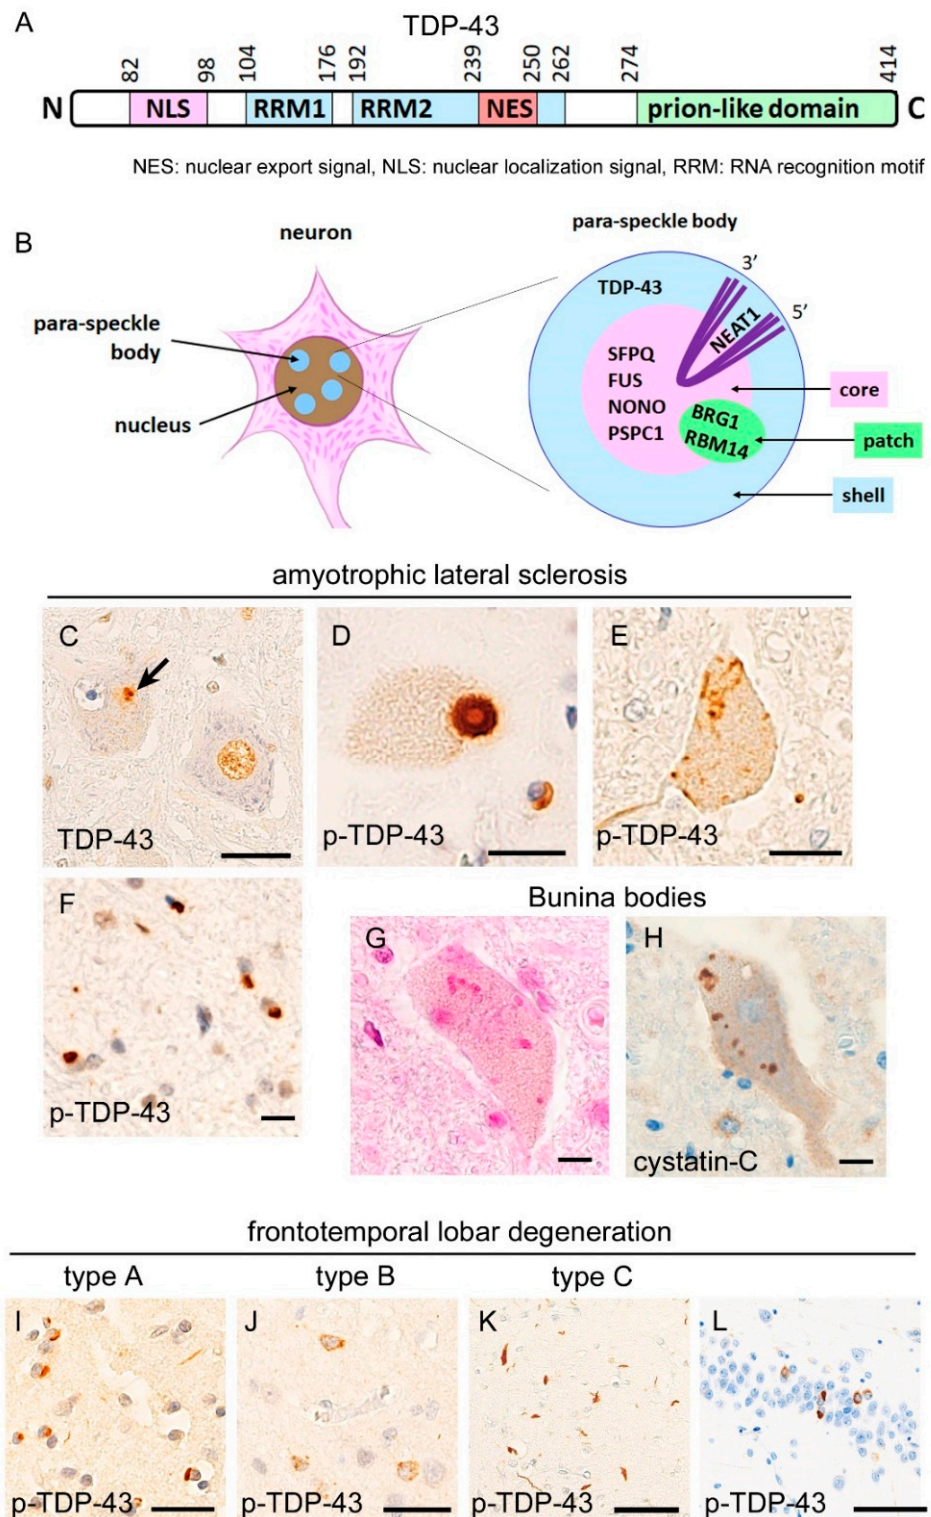 A
TDP-43
82 98 104 176 192 239 250 262 274 414
N NLS RRM1 RRM2 NES prion-like domain C
NES: nuclear export signal, NLS: nuclear localization signal, RRM: RNA recognition motif
B
neuron
para-speckle body
para-speckle
body
nucleus
3′
TDP-43
5′
NEAT1
SFPQ
FUS
NONO
PSPC1
BRG1
RBM14
core
patch
shell
amyotrophic lateral sclerosis
C
TDP-43
D
p-TDP-43
E
p-TDP-43
F
p-TDP-43
Bunina bodies
G
H
cystatin-C
frontotemporal lobar degeneration
type A type B type C
I
p-TDP-43
J
p-TDP-43
K
p-TDP-43
L
p-TDP-43